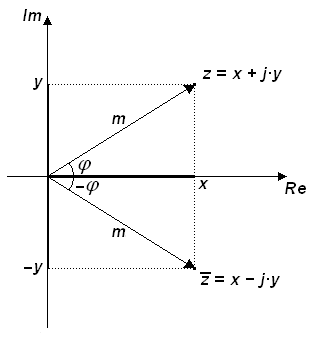 Im
z = x + j·y
y
m
φ
x
Re
−φ
m
−y
z̅ = x − j·y